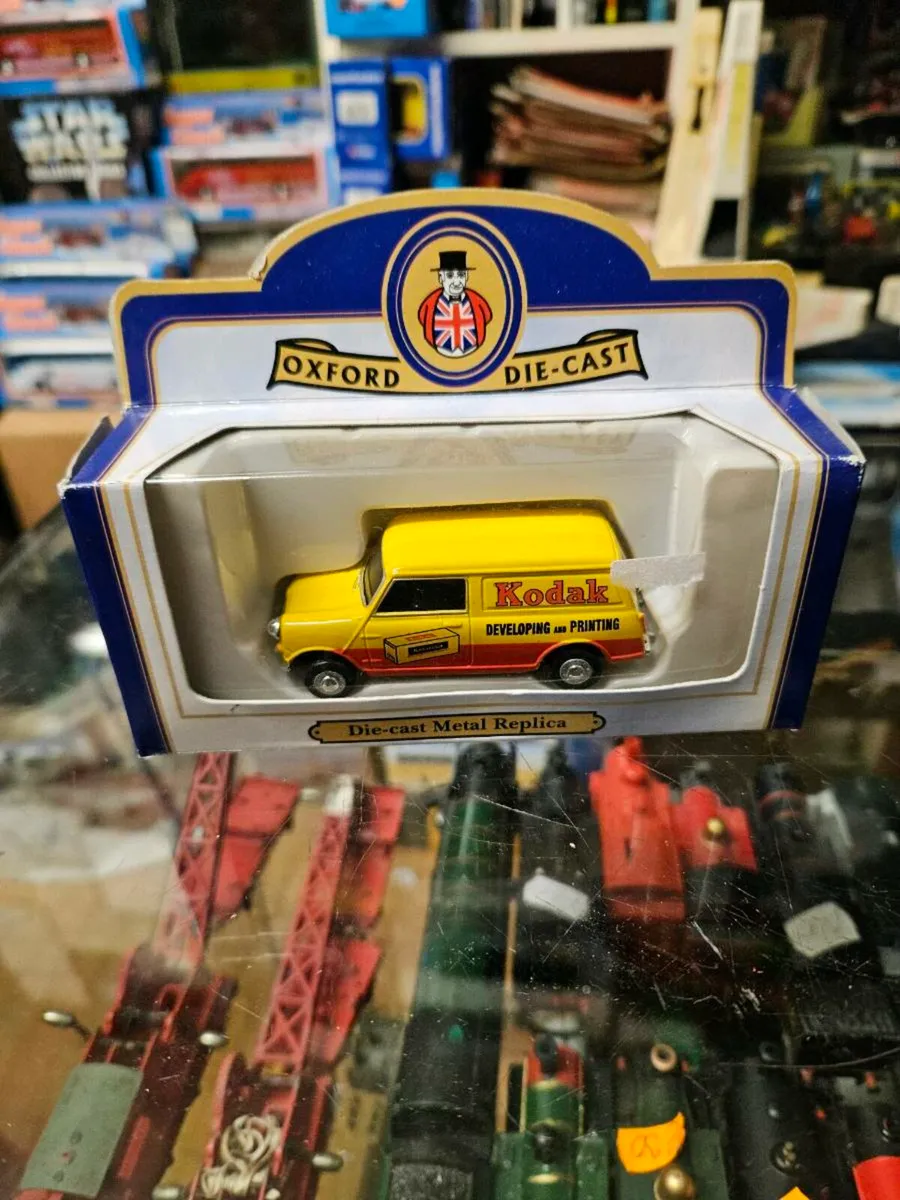 STAR
WARS
OXFORD DIE-CAST
Kodak
DEVELOPING AND PRINTING
Die-cast Metal Replica